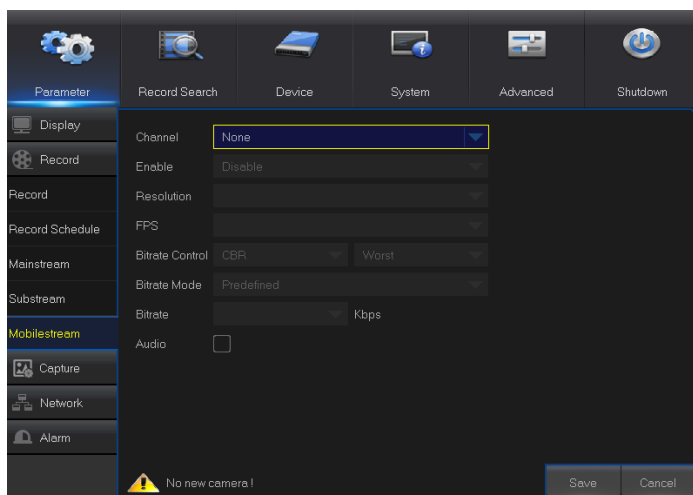 Parameter Record Search Device System Advanced Shutdown
Display
Record
Record
Record Schedule
Mainstream
Substream
Mobilestream
Capture
Network
Alarm
Channel None
Enable Disable
Resolution
FPS
Bitrate Control CBR Worst
Bitrate Mode Predefined
Bitrate Kbps
Audio
No new camera!
Save Cancel